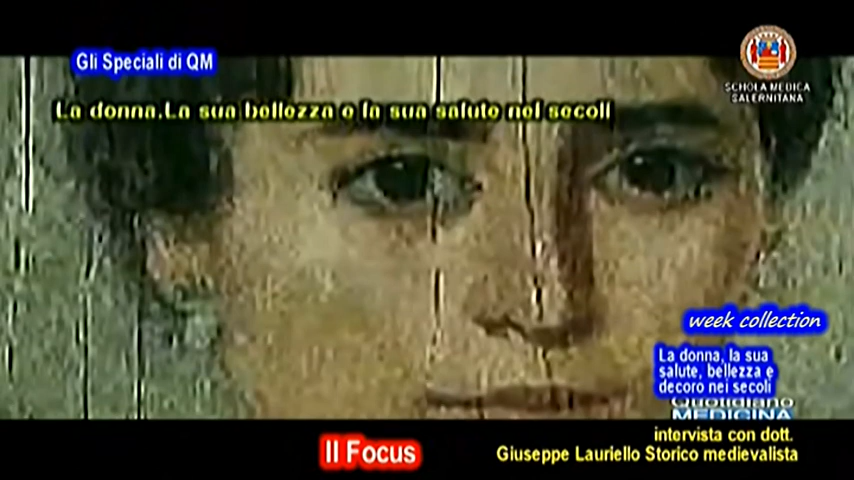 Gli Speciali di QM
SCHOLA MEDICA
SALERNITANA
La donna.La sua bellezza e la sua salute nei secoli
week collection
La donna, la sua
salute, bellezza e
decoro nei secoli
Quotidiano
MEDICINA
Il Focus
intervista con dott.
Giuseppe Lauriello Storico medievalista